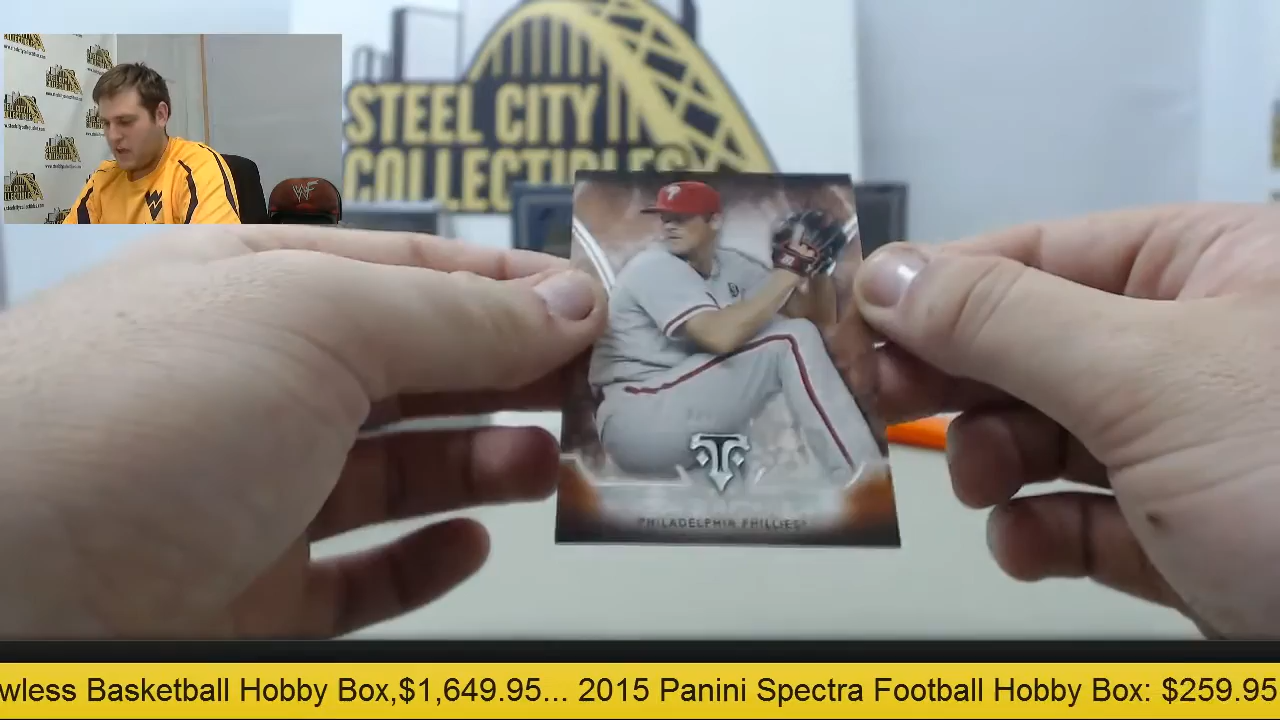 STEEL CITY
COLLECTIBLES
PHILADELPHIA PHILLIES
wless Basketball Hobby Box,$1,649.95... 2015 Panini Spectra Football Hobby Box: $259.95